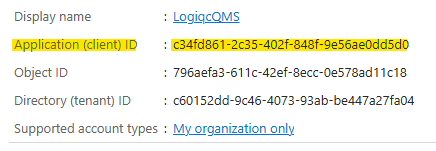 Display name : LogiqcQMS
Application (client) ID : c34fd861-2c35-402f-848f-9e56ae0dd5d0
Object ID : 796aefa3-611c-42ef-8ecc-0e578ad11c18
Directory (tenant) ID : c60152dd-9c46-4073-93ab-be447a27fa04
Supported account types : My organization only